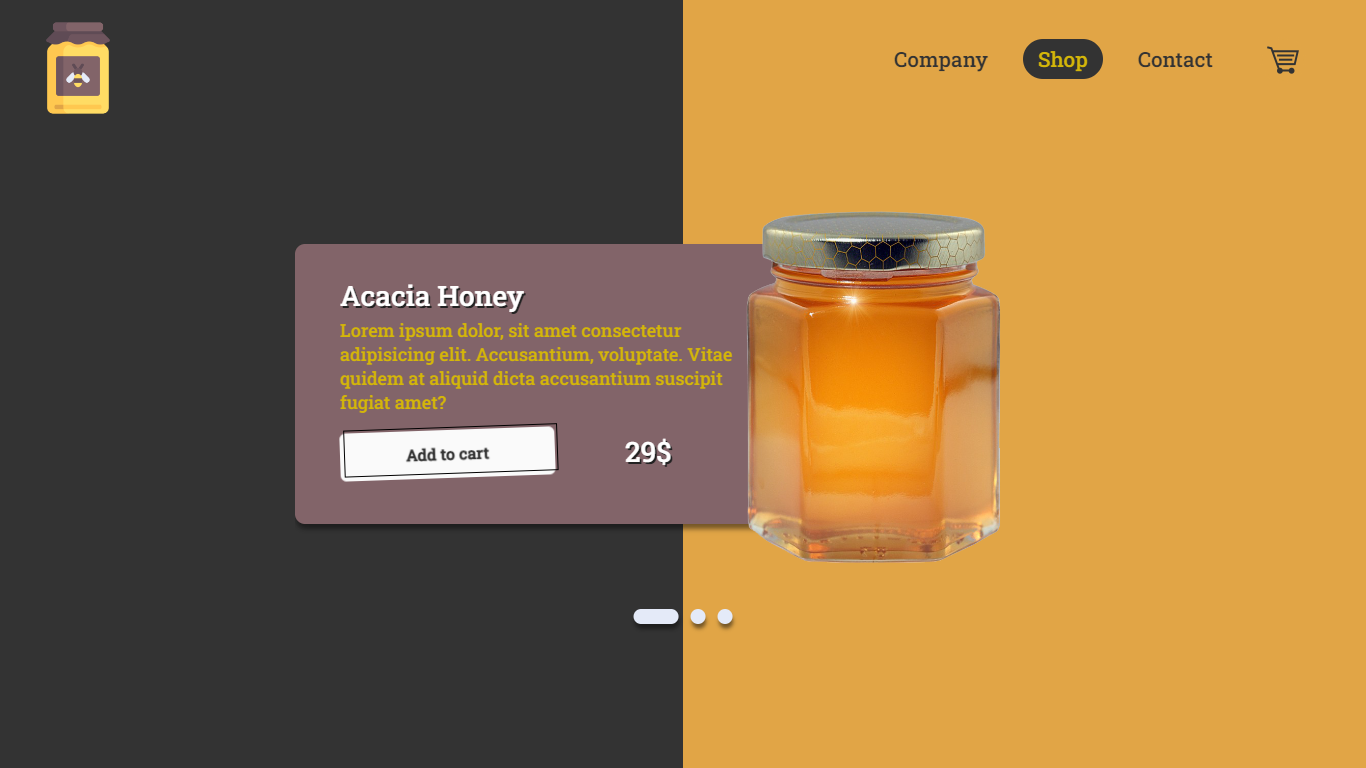 Company
Shop
Contact
Acacia Honey
Lorem ipsum dolor, sit amet consectetur
adipisicing elit. Accusantium, voluptate. Vitae
quidem at aliquid dicta accusantium suscipit
fugiat amet?
Add to cart
29$